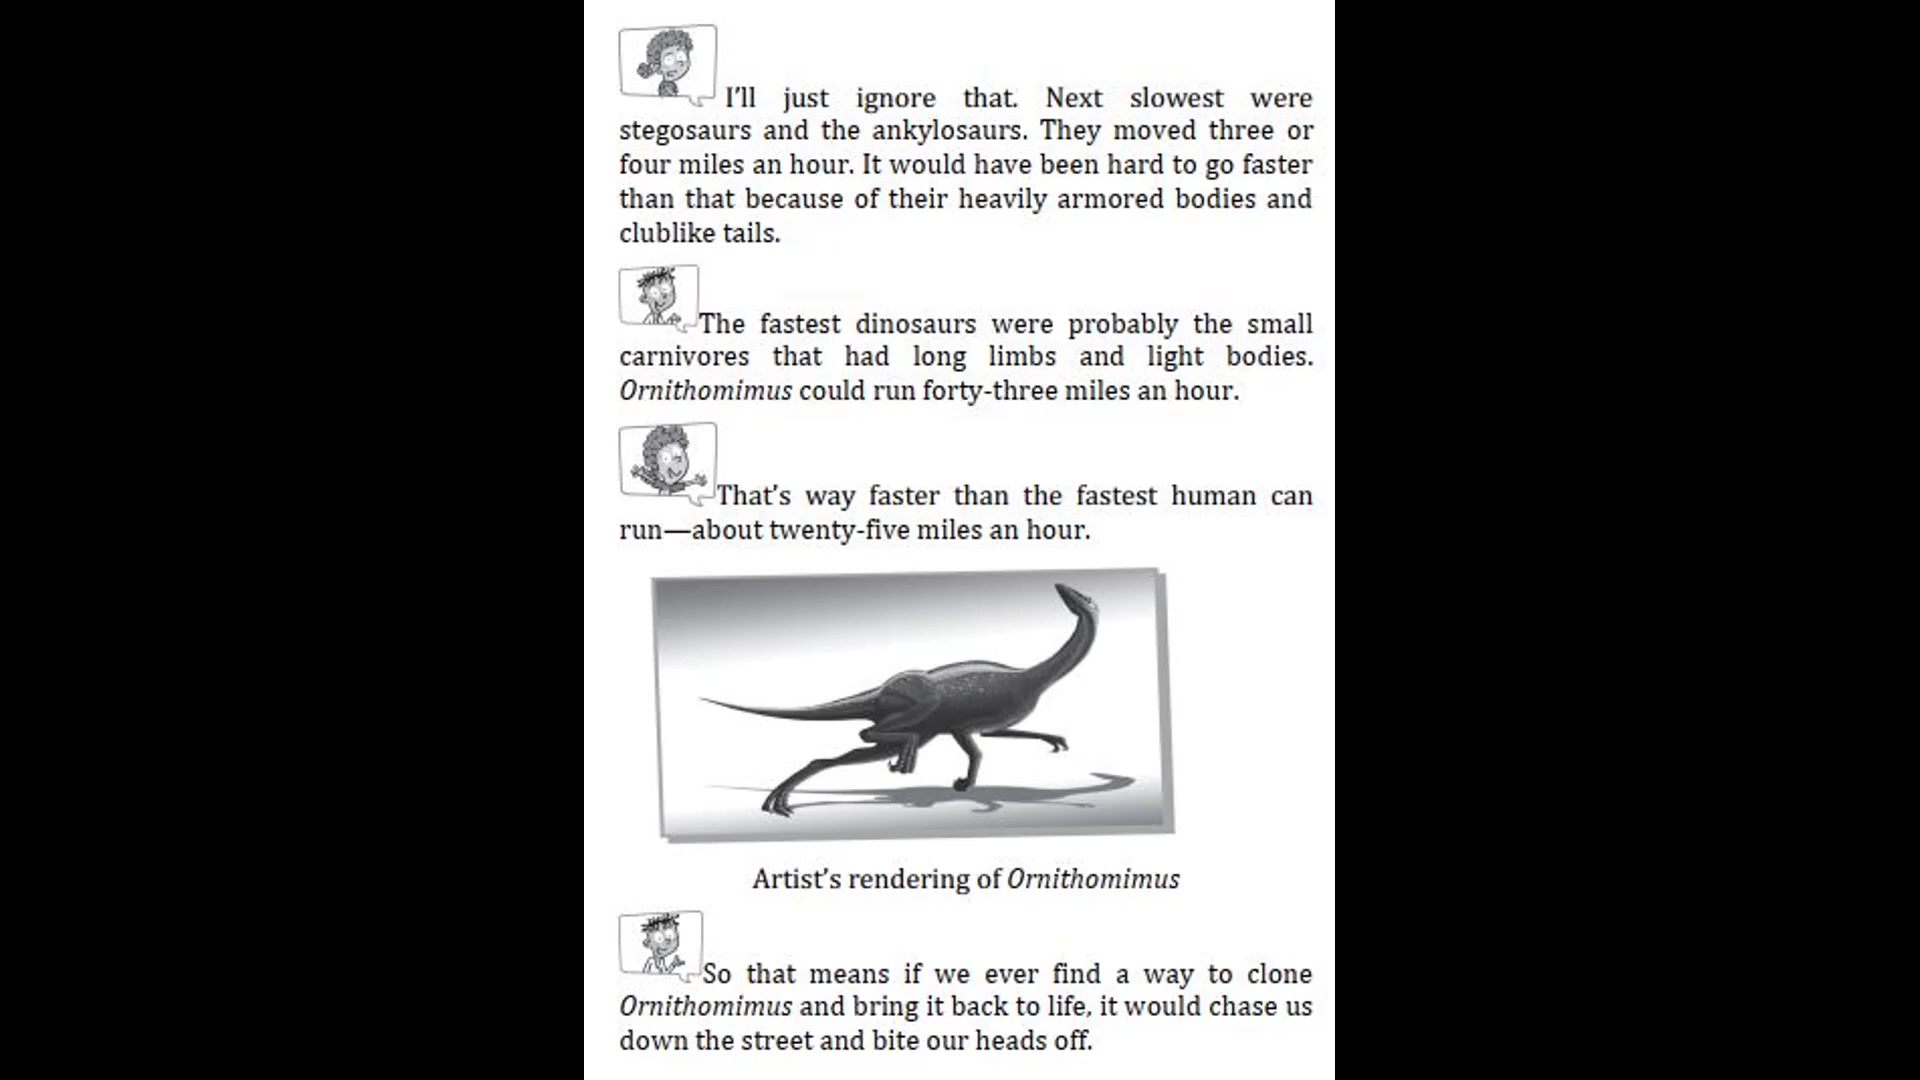 I’ll just ignore that. Next slowest were
stegosaurs and the ankylosaurs. They moved three or
four miles an hour. It would have been hard to go faster
than that because of their heavily armored bodies and
clublike tails.
The fastest dinosaurs were probably the small
carnivores that had long limbs and light bodies.
Ornithomimus could run forty-three miles an hour.
That’s way faster than the fastest human can
run—about twenty-five miles an hour.
Artist’s rendering of Ornithomimus
So that means if we ever find a way to clone
Ornithomimus and bring it back to life, it would chase us
down the street and bite our heads off.